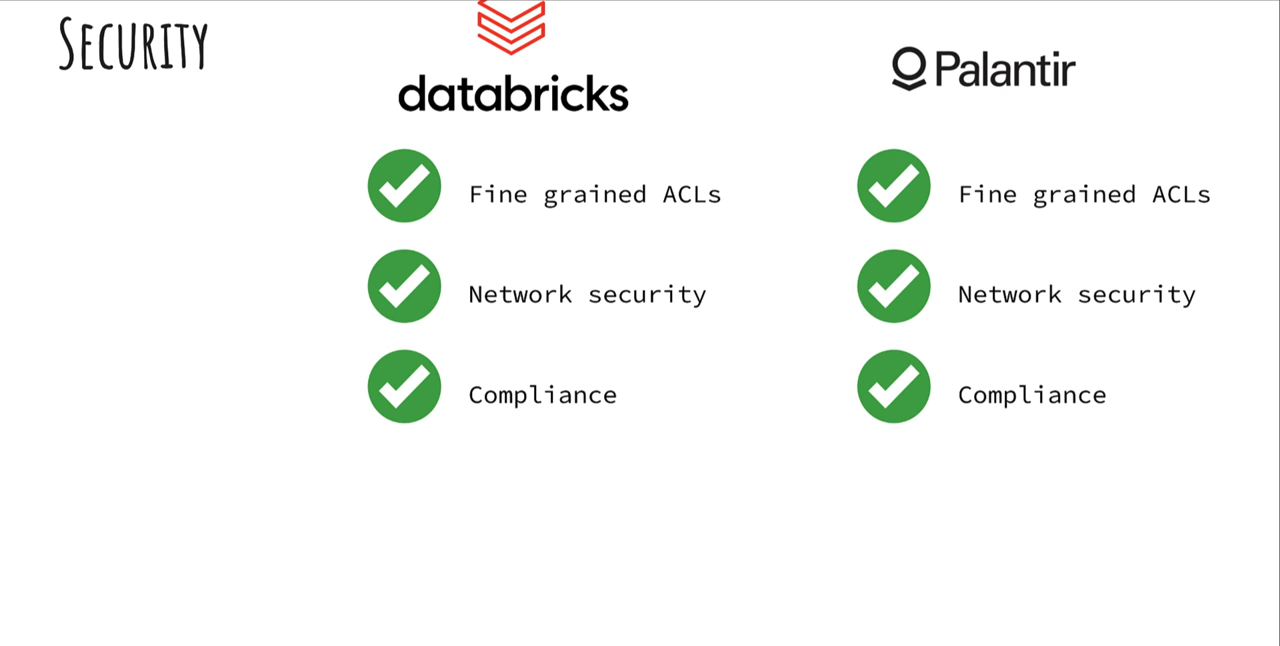 SECURITY
databricks
Palantir
Fine grained ACLs
Fine grained ACLs
Network security
Network security
Compliance
Compliance